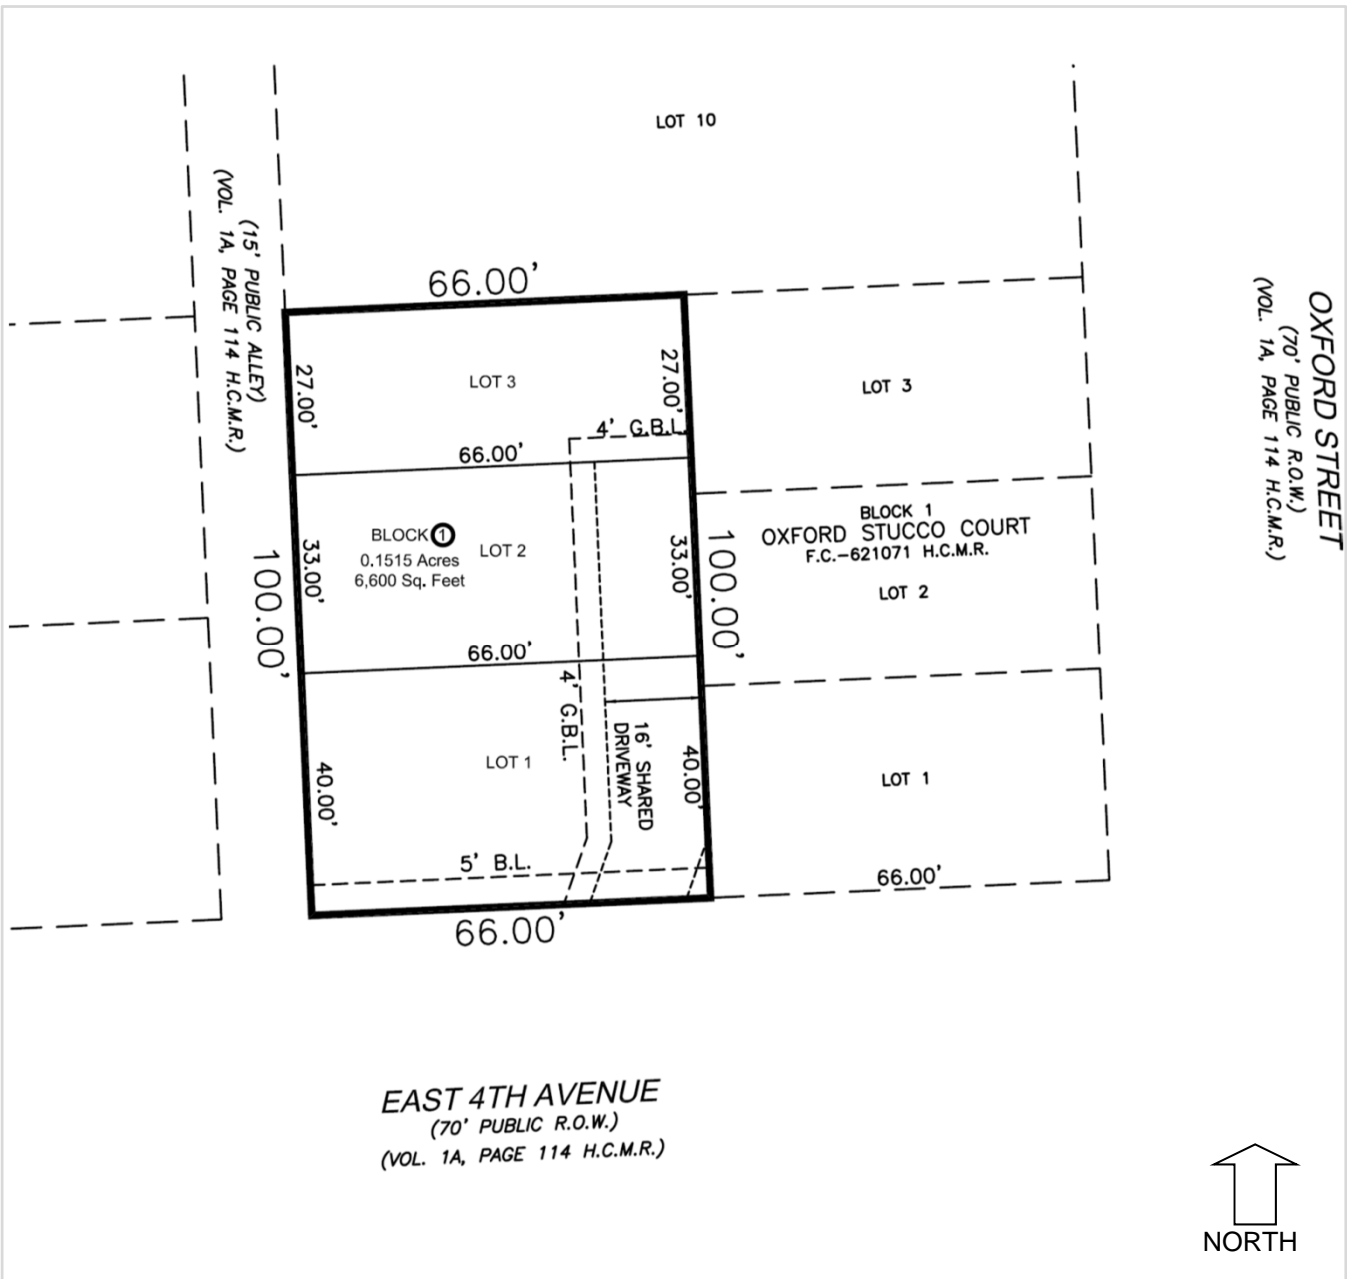 LOT 10
(15' PUBLIC ALLEY)
(VOL. 1A, PAGE 114 H.C.M.R.)
66.00'
OXFORD STREET
(70' PUBLIC R.O.W.)
(VOL. 1A, PAGE 114 H.C.M.R.)
27.00'
LOT 3
27.00'
LOT 3
4' G.B.L.
66.00'
BLOCK 1
0.1515 Acres
6,600 Sq. Feet
LOT 2
33.00'
33.00'
100.00'
100.00'
BLOCK 1
OXFORD STUCCO COURT
F.C.-621071 H.C.M.R.
LOT 2
66.00'
4' G.B.L.
16' SHARED
DRIVEWAY
40.00'
LOT 1
40.00'
LOT 1
5' B.L.
66.00'
66.00'
EAST 4TH AVENUE
(70' PUBLIC R.O.W.)
(VOL. 1A, PAGE 114 H.C.M.R.)
NORTH